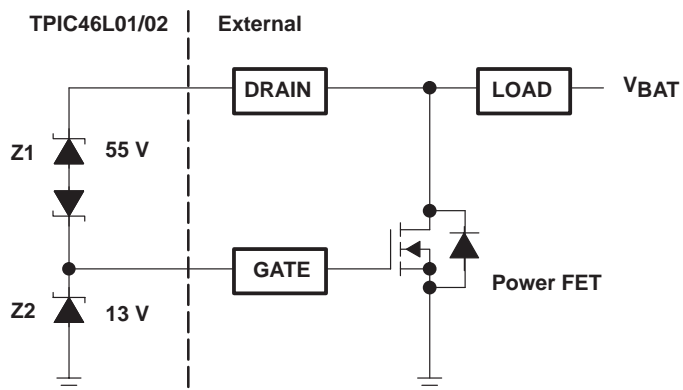 TPIC46L01/02 External
DRAIN LOAD VBAT
Z1 55 V
GATE
Power FET
Z2 13 V